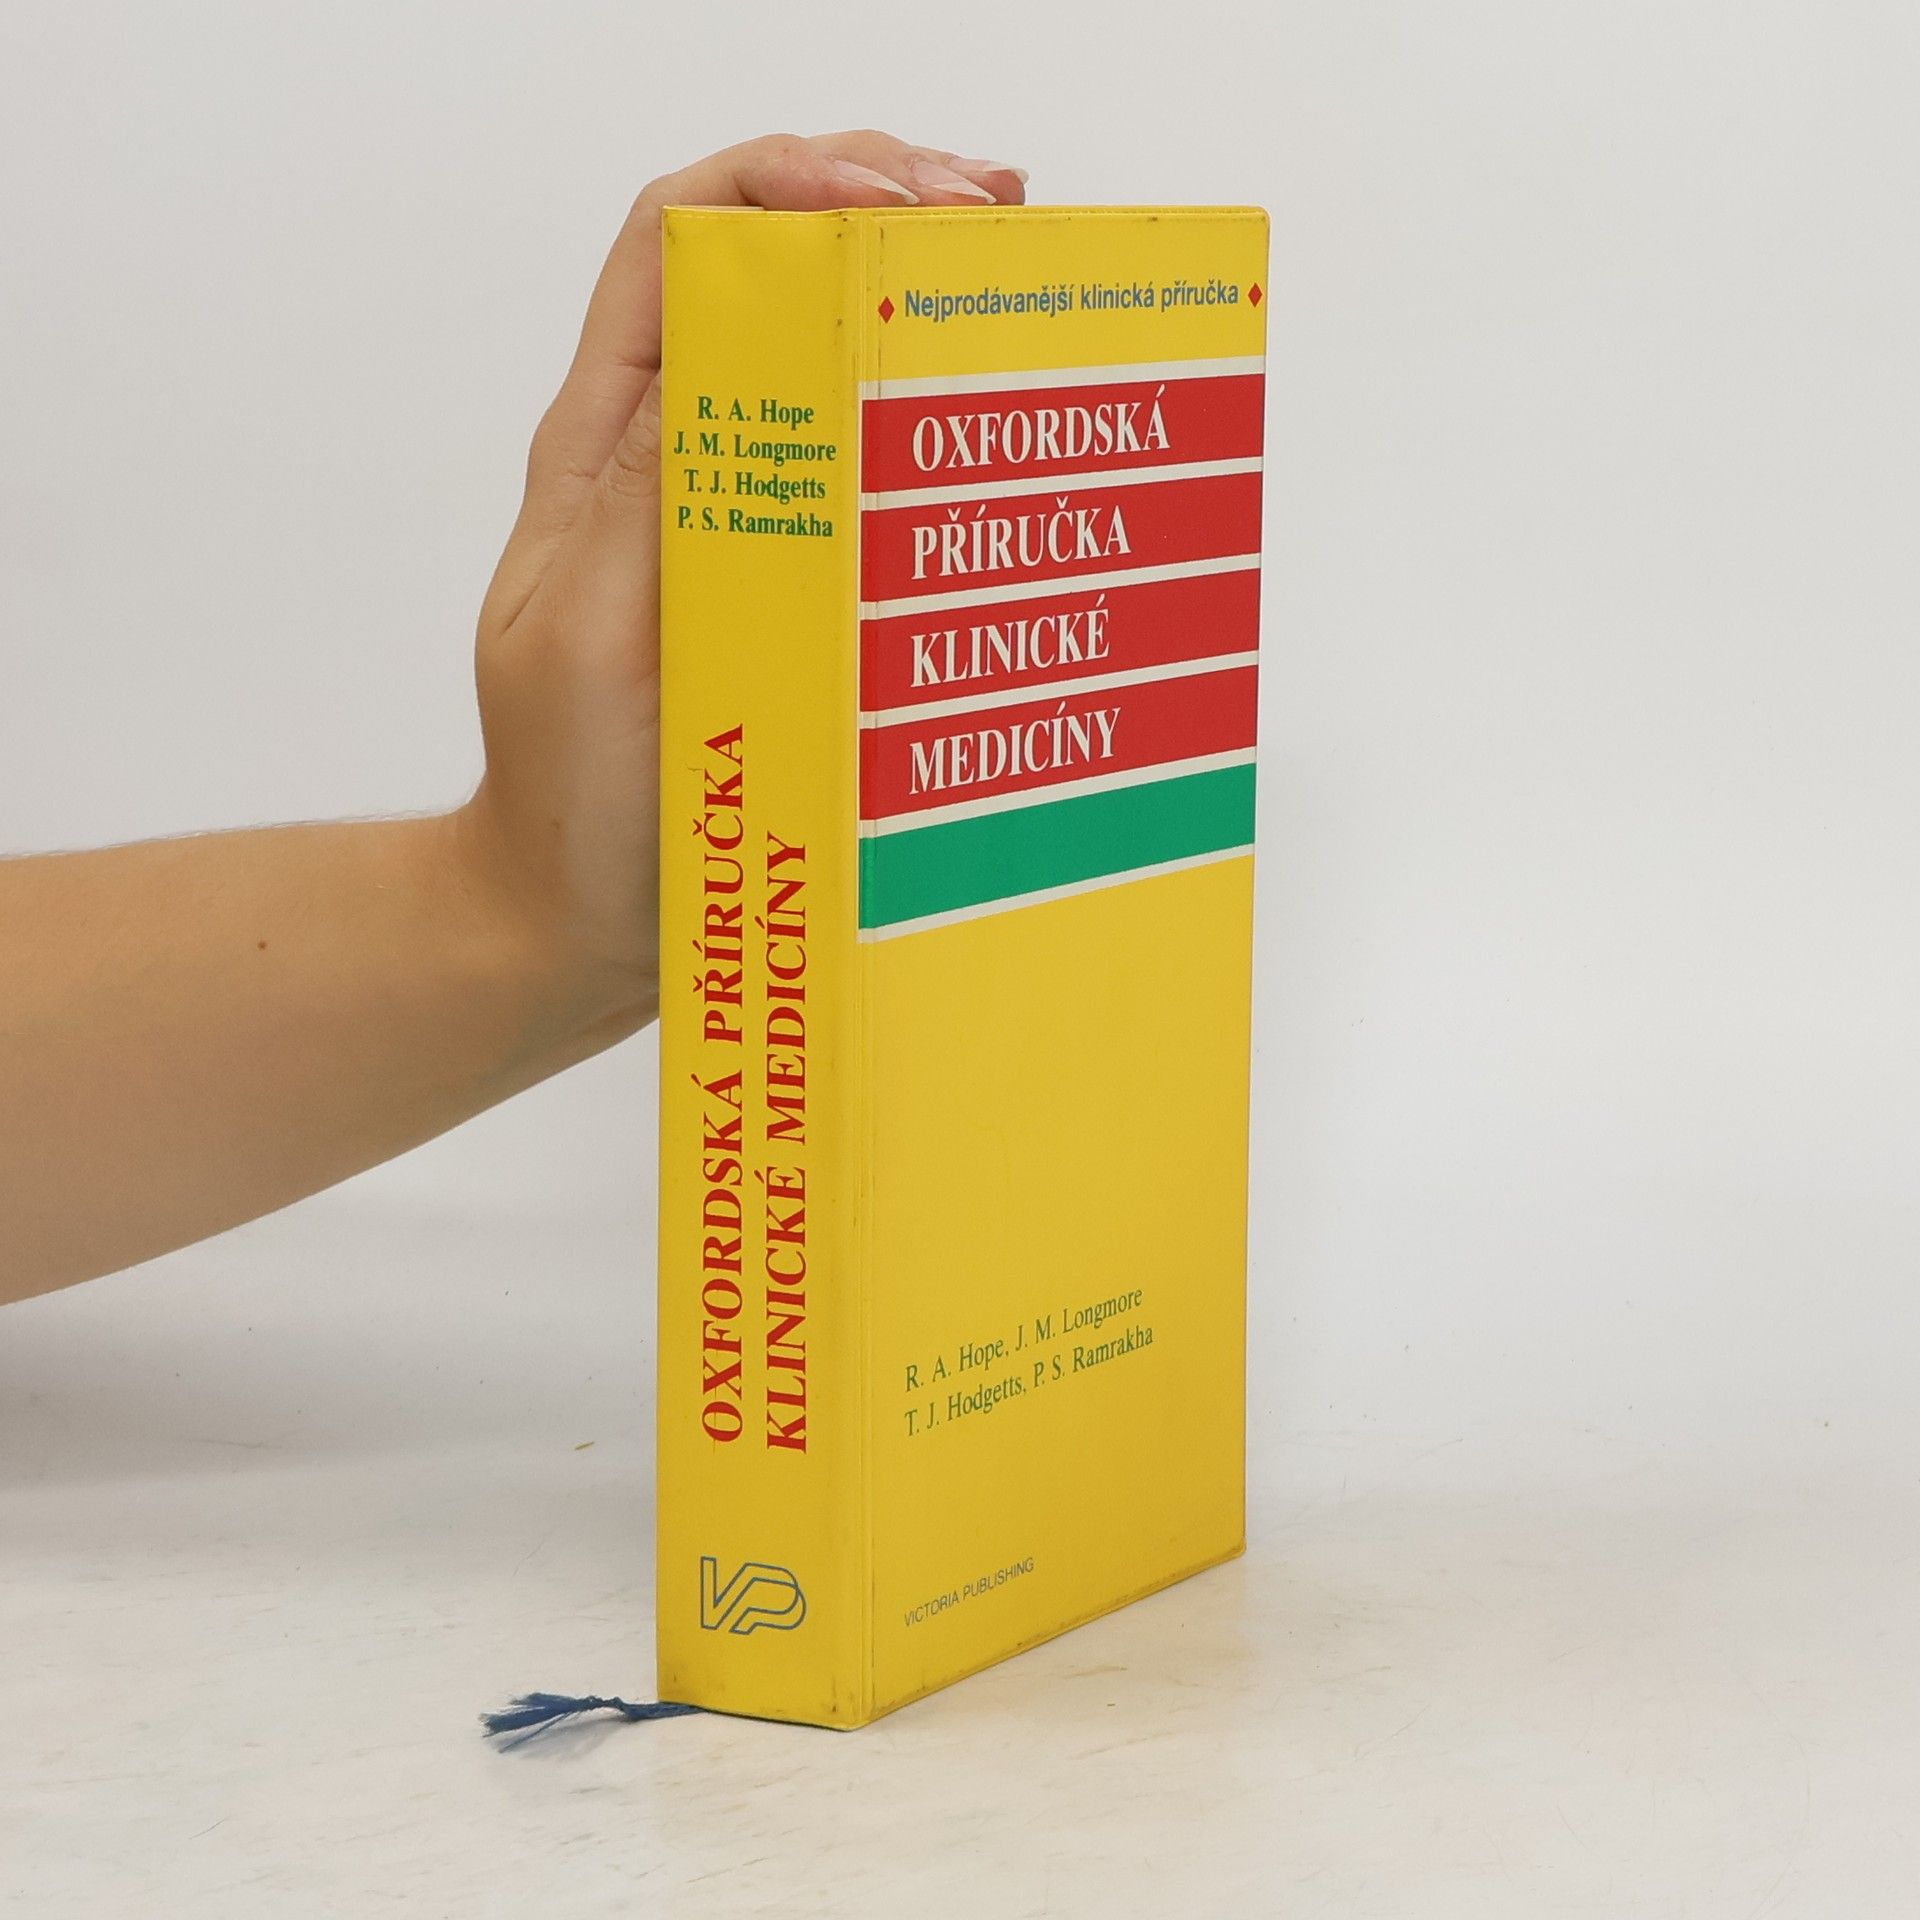 R. A. Hope
J. M. Longmore
T. J. Hodgetts
P. S. Ramrakha
OXFORDSKÁ PŘÍRUČKA
KLINICKÉ MEDICÍNY
VP
Nejprodávanější klinická příručka
OXFORDSKÁ
PŘÍRUČKA
KLINICKÉ
MEDICÍNY
R. A. Hope, J. M. Longmore
T. J. Hodgetts, P. S. Ramrakha
VICTORIA PUBLISHING